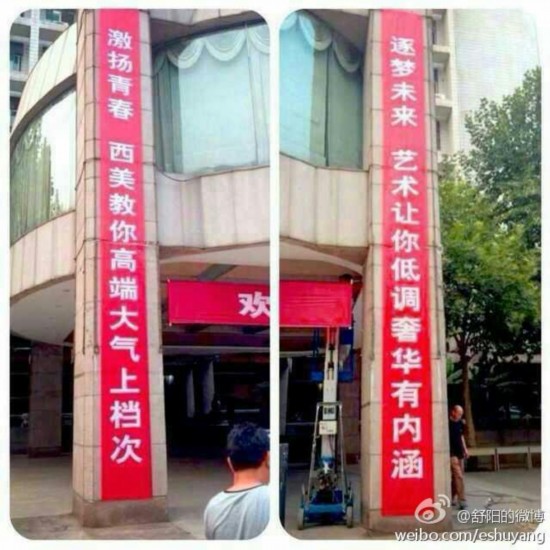 激扬青春 西美教你高端大气上档次
逐梦未来 艺术让你低调奢华有内涵
欢
@舒阳的微博
weibo.com/eshuyang